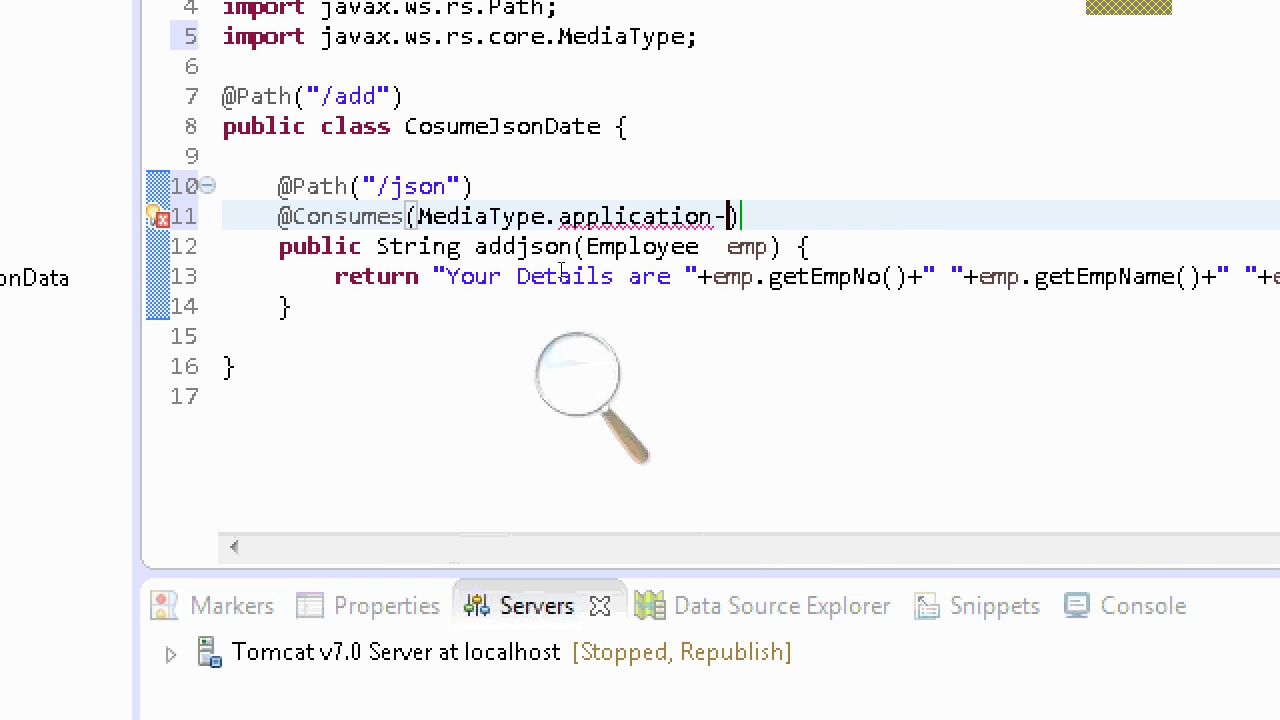 4 import javax.ws.rs.Path;
5 import javax.ws.rs.core.MediaType;
6
7 @Path("/add")
8 public class CosumeJsonDate {
9
10 @Path("/json")
11 @Consumes(MediaType.application-)
12 public String addjson(Employee emp) {
onData
13 return "Your Details are "+emp.getEmpNo()+" "+emp.getEmpName()+" "+e
14 }
15
16 }
17
Markers Properties Servers Data Source Explorer Snippets Console
Tomcat v7.0 Server at localhost [Stopped, Republish]